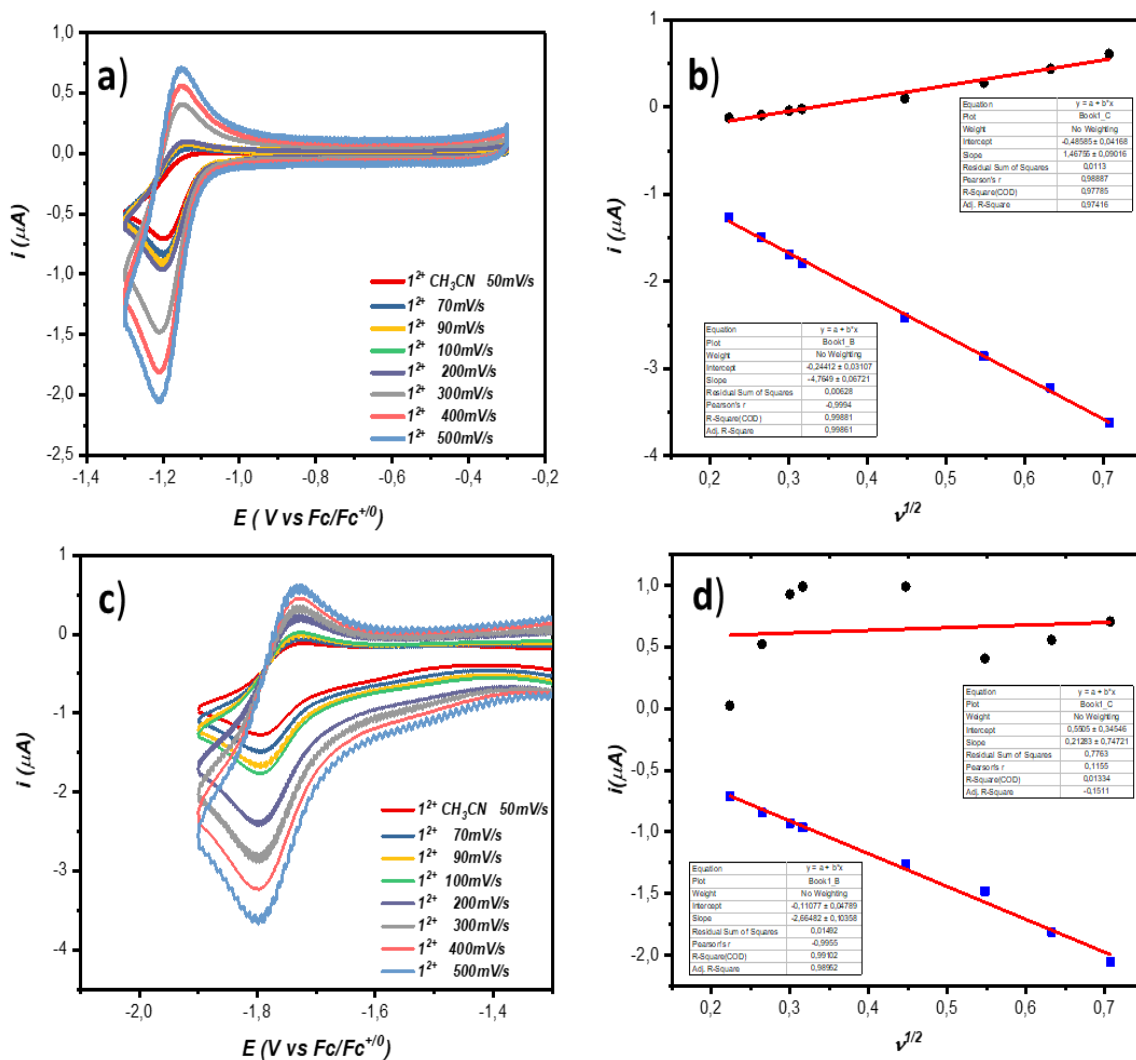 a)
i (μA)
1,0
0,5
0,0
-0,5
-1,0
-1,5
-2,0
-2,5
1²⁺ CH₃CN 50mV/s
1²⁺ 70mV/s
1²⁺ 90mV/s
1²⁺ 100mV/s
1²⁺ 200mV/s
1²⁺ 300mV/s
1²⁺ 400mV/s
1²⁺ 500mV/s
-1,4 -1,2 -1,0 -0,8 -0,6 -0,4 -0,2
E ( V vs Fc/Fc⁺ᐟ⁰)
b)
i (μA)
1
0
-1
-2
-3
-4
Equation y = a + b*x
Plot Book1_C
Weight No Weighting
Intercept -0,48585 ± 0,04168
Slope 1,46756 ± 0,09016
Residual Sum of Squares 0,0113
Pearson's r 0,98887
R-Square(COD) 0,97785
Adj. R-Square 0,97416
Equation y = a + b*x
Plot Book1_B
Weight No Weighting
Intercept -0,24412 ± 0,03107
Slope -4,7649 ± 0,06721
Residual Sum of Squares 0,00628
Pearson's r -0,9994
R-Square(COD) 0,99881
Adj. R-Square 0,99861
0,2 0,3 0,4 0,5 0,6 0,7
ν¹ᐟ²
c)
i (μA)
1
0
-1
-2
-3
-4
1²⁺ CH₃CN 50mV/s
1²⁺ 70mV/s
1²⁺ 90mV/s
1²⁺ 100mV/s
1²⁺ 200mV/s
1²⁺ 300mV/s
1²⁺ 400mV/s
1²⁺ 500mV/s
-2,0 -1,8 -1,6 -1,4
E (V vs Fc/Fc⁺ᐟ⁰)
d)
i(μA)
1,0
0,5
0,0
-0,5
-1,0
-1,5
-2,0
Equation y = a + b*x
Plot Book1_C
Weight No Weighting
Intercept 0,5505 ± 0,34546
Slope 0,21283 ± 0,74721
Residual Sum of Squares 0,7763
Pearson's r 0,1155
R-Square(COD) 0,01334
Adj. R-Square -0,1511
Equation y = a + b*x
Plot Book1_B
Weight No Weighting
Intercept -0,11077 ± 0,04789
Slope -2,66482 ± 0,10358
Residual Sum of Squares 0,01492
Pearson's r -0,9955
R-Square(COD) 0,99102
Adj. R-Square 0,98952
0,2 0,3 0,4 0,5 0,6 0,7
ν¹ᐟ²